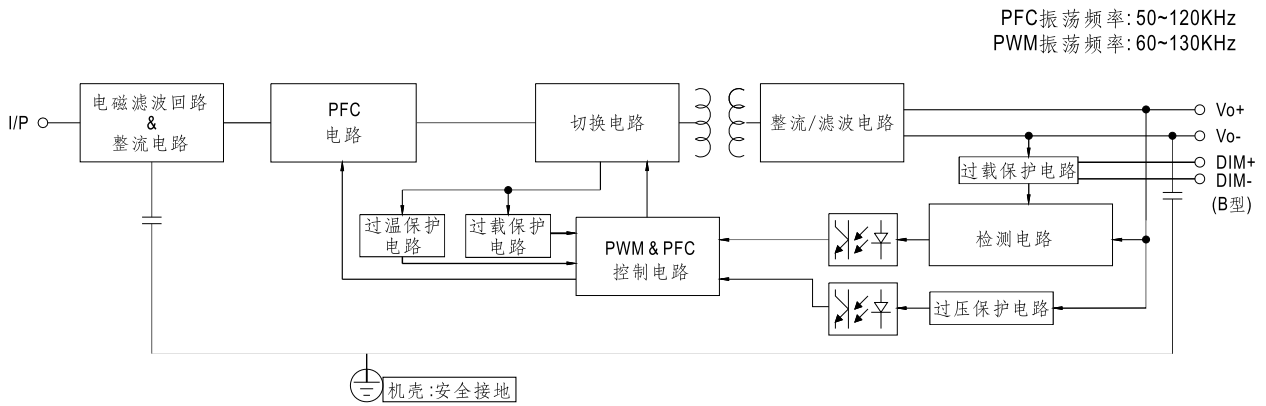 PFC振荡频率: 50~120KHz
PWM振荡频率: 60~130KHz
I/P
电磁滤波回路
&
整流电路
PFC
电路
切换电路
整流/滤波电路
Vo+
Vo-
DIM+
DIM-
(B型)
过载保护电路
过温保护
电路
过载保护
电路
PWM & PFC
控制电路
检测电路
过压保护电路
机壳:安全接地